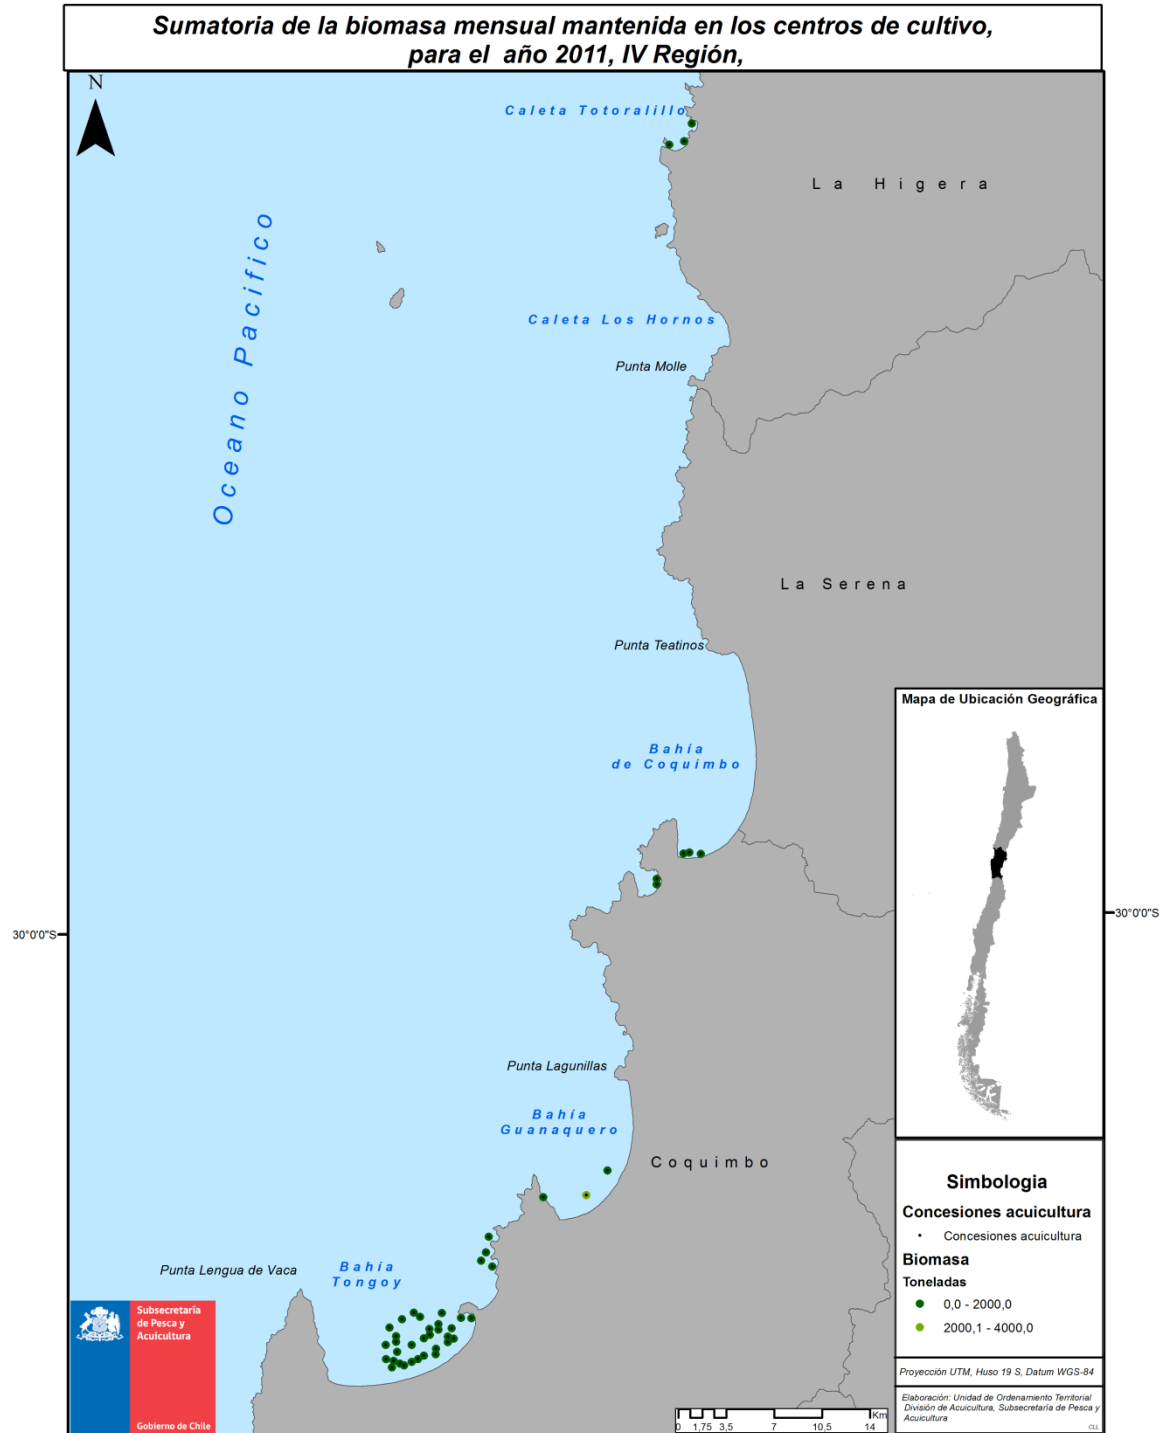 Sumatoria de la biomasa mensual mantenida en los centros de cultivo,
para el año 2011, IV Región,
N
Caleta Totoralillo
La Higera
Oceano Pacifico
Caleta Los Hornos
Punta Molle
La Serena
Punta Teatinos
Bahía
de Coquimbo
30°0'0"S
30°0'0"S
Punta Lagunillas
Bahía
Guanaquero
Coquimbo
Punta Lengua de Vaca
Bahía
Tongoy
Subsecretaría
de Pesca y
Acuicultura
Gobierno de Chile
Km
0 1,75 3,5 7 10,5 14
Mapa de Ubicación Geográfica
Simbologia
Concesiones acuicultura
Concesiones acuicultura
Biomasa
Toneladas
0,0 - 2000,0
2000,1 - 4000,0
Proyección UTM, Huso 19 S, Datum WGS-84
Elaboración: Unidad de Ordenamiento Territorial
División de Acuicultura, Subsecretaría de Pesca y
Acuicultura